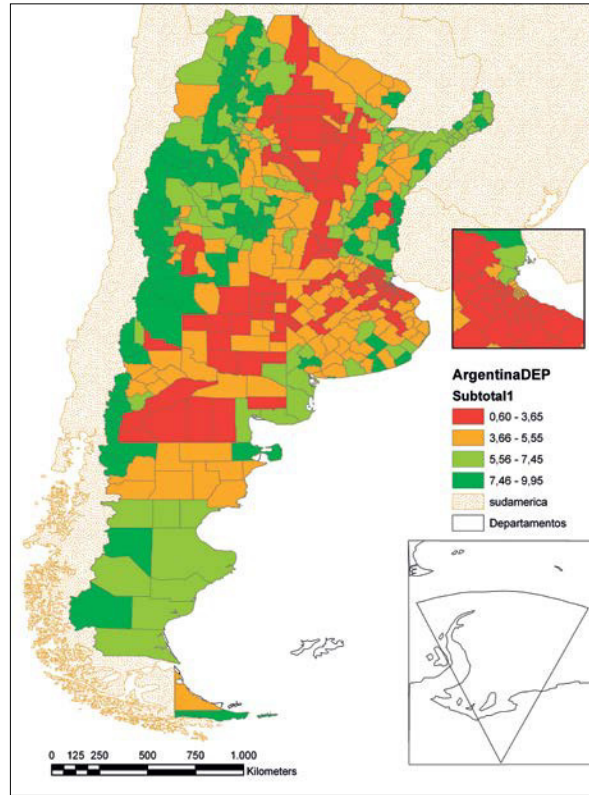 ArgentinaDEP
Subtotal1
0,60 - 3,65
3,66 - 5,55
5,56 - 7,45
7,46 - 9,95
sudamerica
Departamentos
0 125 250 500 750 1.000
Kilometers